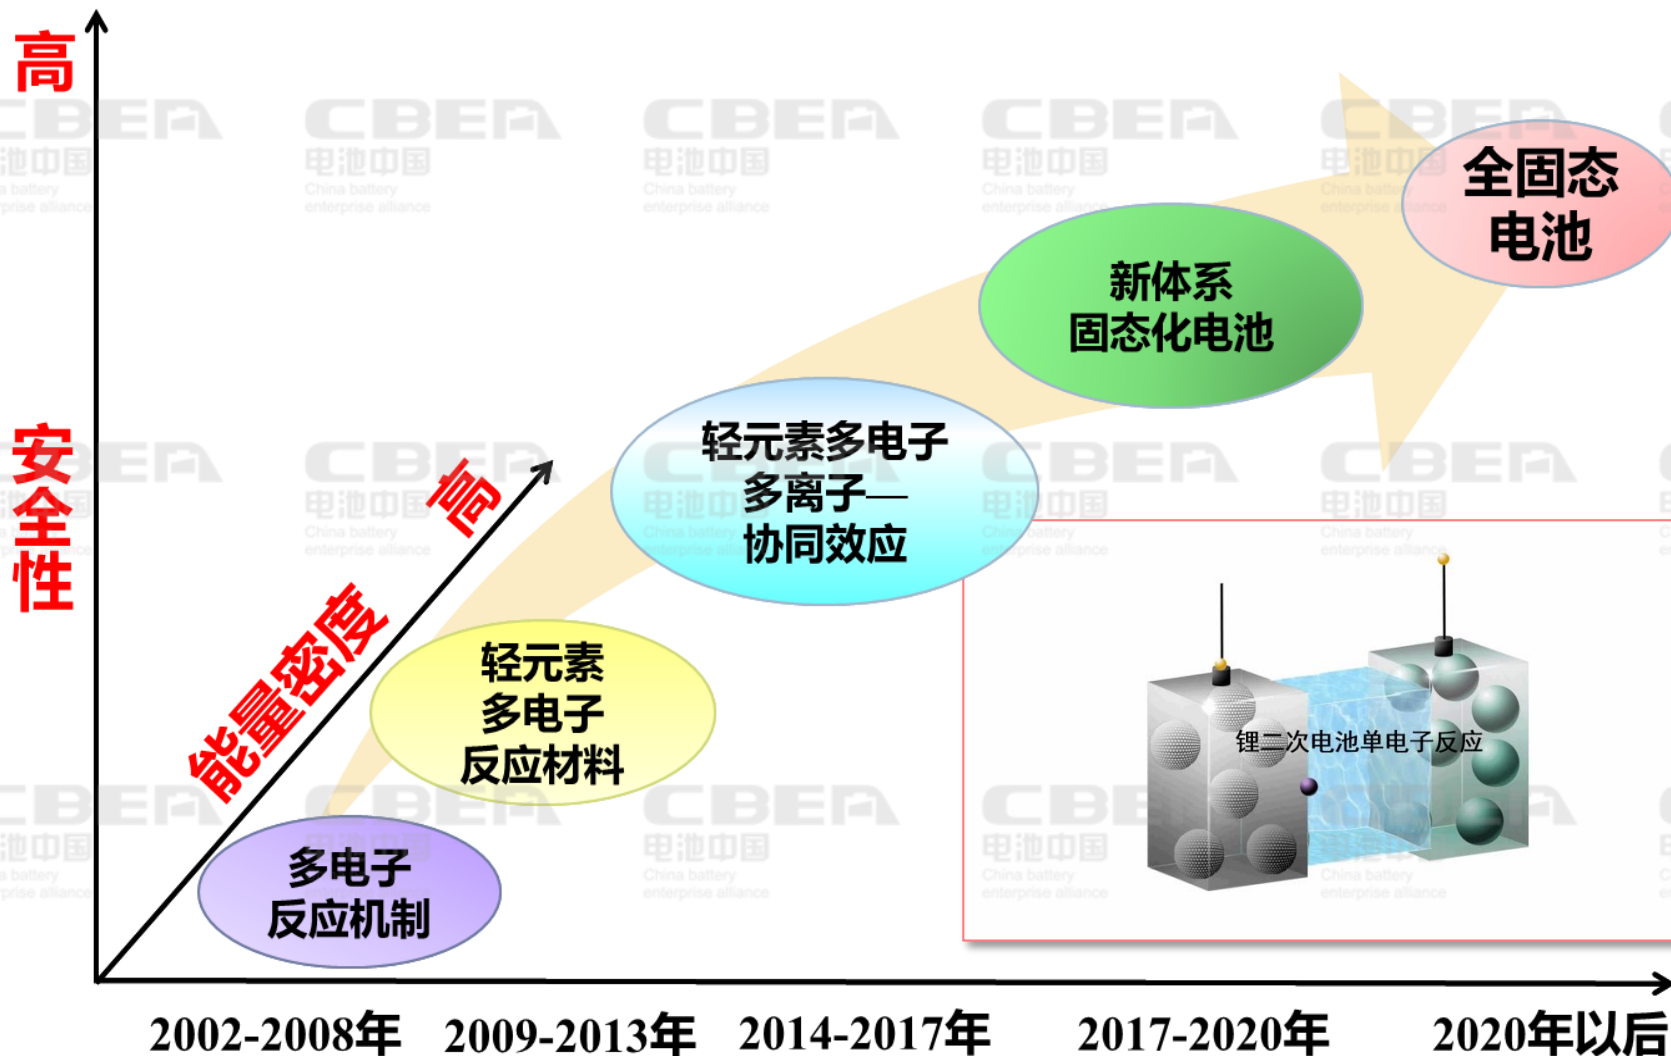 高
安全性
能量密度
高
全固态
电池
新体系
固态化电池
轻元素多电子
多离子—
协同效应
轻元素
多电子
反应材料
多电子
反应机制
锂二次电池单电子反应
2002-2008年
2009-2013年
2014-2017年
2017-2020年
2020年以后
CBEA
电池中国
China battery
enterprise alliance